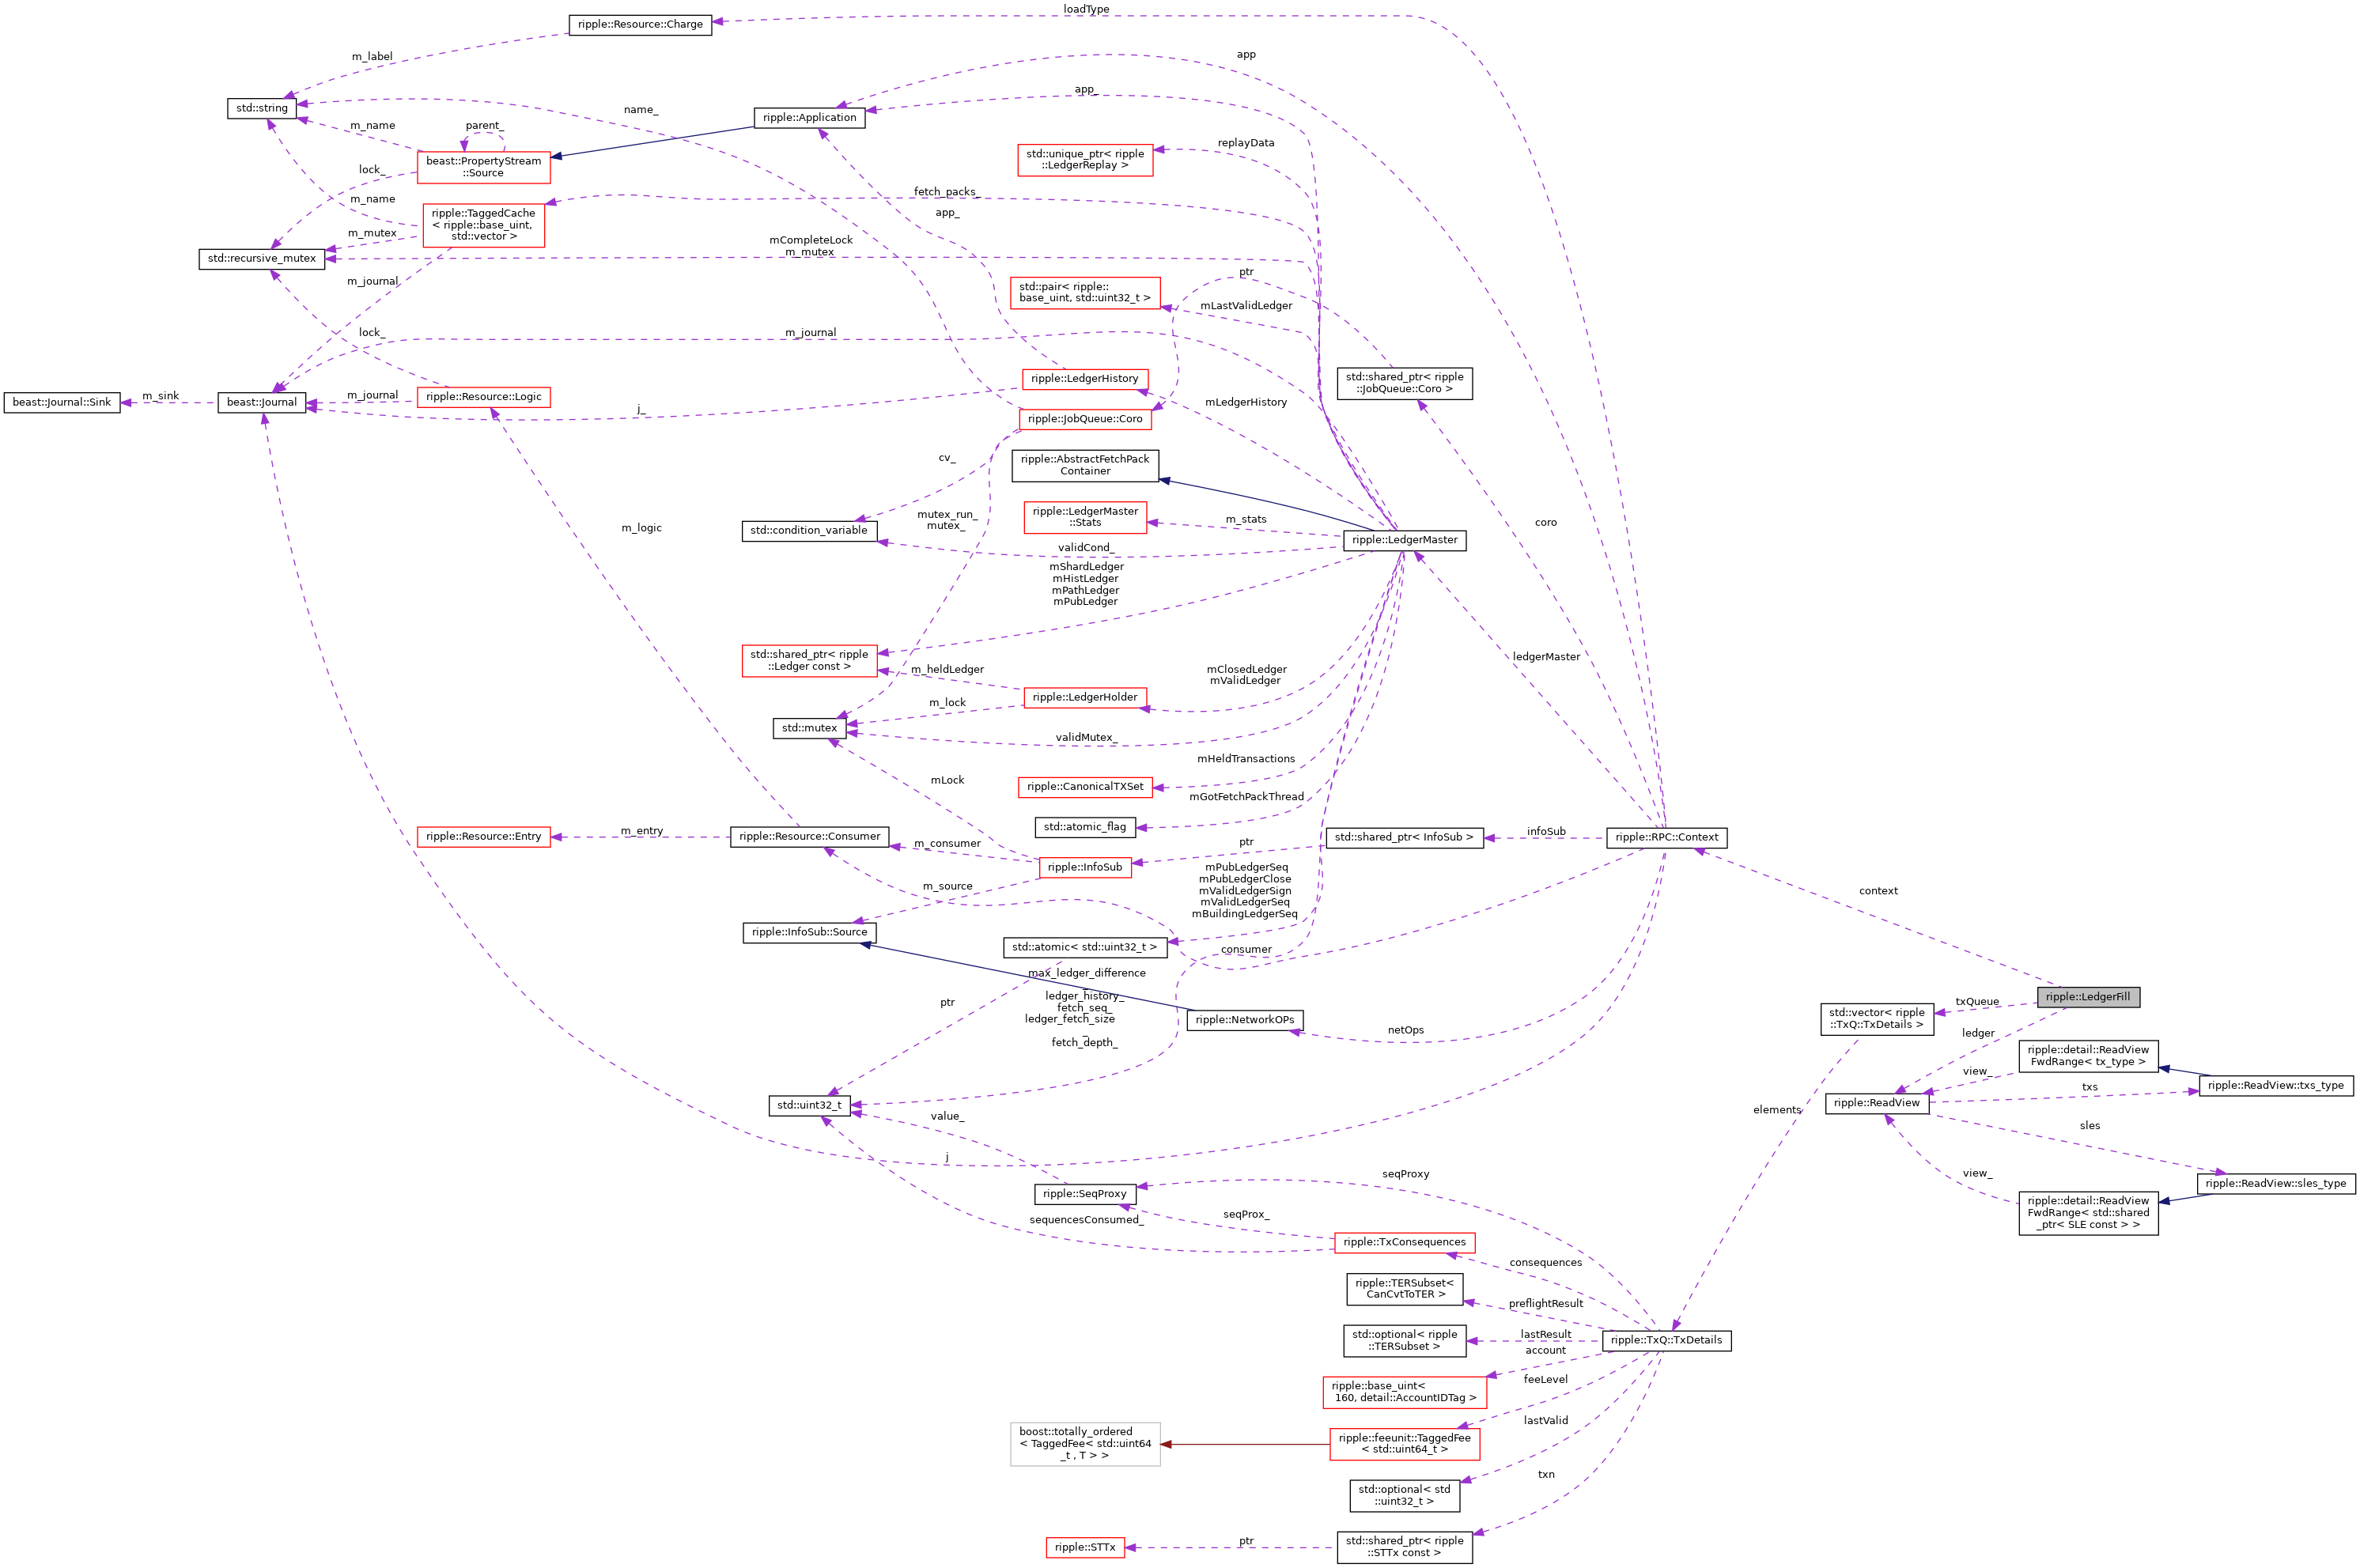 loadType
ripple::Resource::Charge
m_label
app
app_
std::string
name_
ripple::Application
m_name
parent_
beast::PropertyStream
::Source
replayData
std::unique_ptr< ripple
::LedgerReplay >
lock_
fetch_packs_
m_name
ripple::TaggedCache
< ripple::base_uint,
std::vector >
app_
m_mutex
mCompleteLock
m_mutex
std::recursive_mutex
ptr
m_journal
std::pair< ripple::
base_uint, std::uint32_t >
mLastValidLedger
lock_
m_journal
ripple::LedgerHistory
std::shared_ptr< ripple
::JobQueue::Coro >
beast::Journal::Sink
m_sink
beast::Journal
m_journal
ripple::Resource::Logic
j_
mLedgerHistory
ripple::JobQueue::Coro
cv_
ripple::AbstractFetchPack
Container
m_logic
mutex_run_
mutex_
std::condition_variable
ripple::LedgerMaster
::Stats
m_stats
coro
validCond_
ripple::LedgerMaster
mShardLedger
mHistLedger
mPathLedger
mPubLedger
std::shared_ptr< ripple
::Ledger const >
m_heldLedger
mClosedLedger
mValidLedger
ledgerMaster
ripple::LedgerHolder
m_lock
std::mutex
validMutex_
mHeldTransactions
mLock
ripple::CanonicalTXSet
mGotFetchPackThread
std::atomic_flag
ripple::Resource::Entry
m_entry
ripple::Resource::Consumer
m_consumer
ptr
std::shared_ptr< InfoSub >
infoSub
ripple::RPC::Context
ripple::InfoSub
m_source
mPubLedgerSeq
mPubLedgerClose
mValidLedgerSign
mValidLedgerSeq
mBuildingLedgerSeq
context
ripple::InfoSub::Source
std::atomic< std::uint32_t >
consumer
max_ledger_difference
_
ledger_history_
fetch_seq_
ledger_fetch_size
_
fetch_depth_
ptr
ripple::NetworkOPs
netOps
ripple::LedgerFill
txQueue
std::vector< ripple
::TxQ::TxDetails >
ledger
ripple::detail::ReadView
FwdRange< tx_type >
view_
txs
ripple::ReadView::txs_type
ripple::ReadView
std::uint32_t
value_
elements
sles
j
seqProxy
view_
ripple::ReadView::sles_type
ripple::SeqProxy
seqProx_
sequencesConsumed_
ripple::detail::ReadView
FwdRange< std::shared
_ptr< SLE const > >
ripple::TxConsequences
consequences
ripple::TERSubset<
CanCvtToTER >
preflightResult
std::optional< ripple
::TERSubset >
lastResult
ripple::TxQ::TxDetails
account
ripple::base_uint<
160, detail::AccountIDTag >
feeLevel
boost::totally_ordered
< TaggedFee< std::uint64
_t , T > >
ripple::feeunit::TaggedFee
< std::uint64_t >
lastValid
std::optional< std
::uint32_t >
txn
ripple::STTx
ptr
std::shared_ptr< ripple
::STTx const >